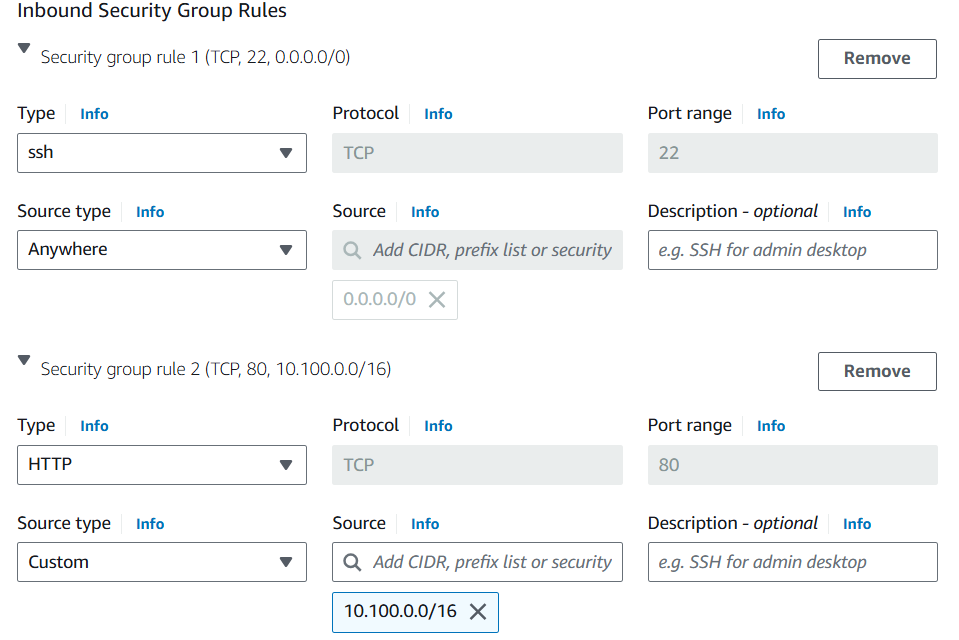 Inbound Security Group Rules
Security group rule 1 (TCP, 22, 0.0.0.0/0)
Remove
Type Info Protocol Info Port range Info
ssh TCP 22
Source type Info Source Info Description - optional Info
Anywhere Add CIDR, prefix list or security e.g. SSH for admin desktop
0.0.0.0/0
Security group rule 2 (TCP, 80, 10.100.0.0/16)
Remove
Type Info Protocol Info Port range Info
HTTP TCP 80
Source type Info Source Info Description - optional Info
Custom Add CIDR, prefix list or security e.g. SSH for admin desktop
10.100.0.0/16